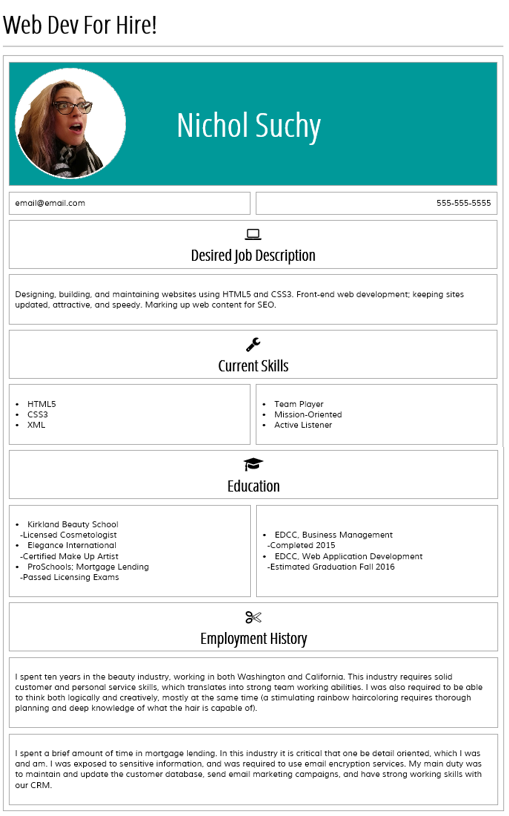 Web Dev For Hire!
Nichol Suchy
email@email.com
555-555-5555
Desired Job Description
Designing, building, and maintaining websites using HTML5 and CSS3. Front-end web development; keeping sites
updated, attractive, and speedy. Marking up web content for SEO.
Current Skills
• HTML5
• CSS3
• XML
• Team Player
• Mission-Oriented
• Active Listener
Education
• Kirkland Beauty School
-Licensed Cosmetologist
• Elegance International
-Certified Make Up Artist
• ProSchools; Mortgage Lending
-Passed Licensing Exams
• EDCC, Business Management
-Completed 2015
• EDCC, Web Application Development
-Estimated Graduation Fall 2016
Employment History
I spent ten years in the beauty industry, working in both Washington and California. This industry requires solid
customer and personal service skills, which translates into strong team working abilities. I was also required to be able
to think both logically and creatively, mostly at the same time (a stimulating rainbow haircoloring requires thorough
planning and deep knowledge of what the hair is capable of).
I spent a brief amount of time in mortgage lending. In this industry it is critical that one be detail oriented, which I was
and am. I was exposed to sensitive information, and was required to use email encryption services. My main duty was
to maintain and update the customer database, send email marketing campaigns, and have strong working skills with
our CRM.